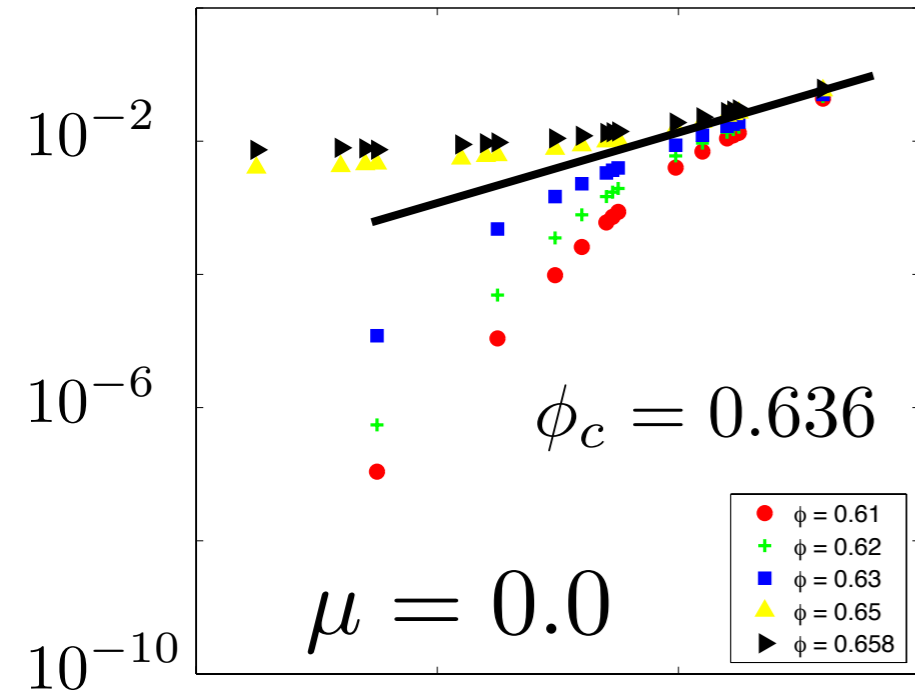 10⁻²
10⁻⁶
ϕ_c = 0.636
ϕ = 0.61
ϕ = 0.62
ϕ = 0.63
ϕ = 0.65
ϕ = 0.658
μ = 0.0
10⁻¹⁰